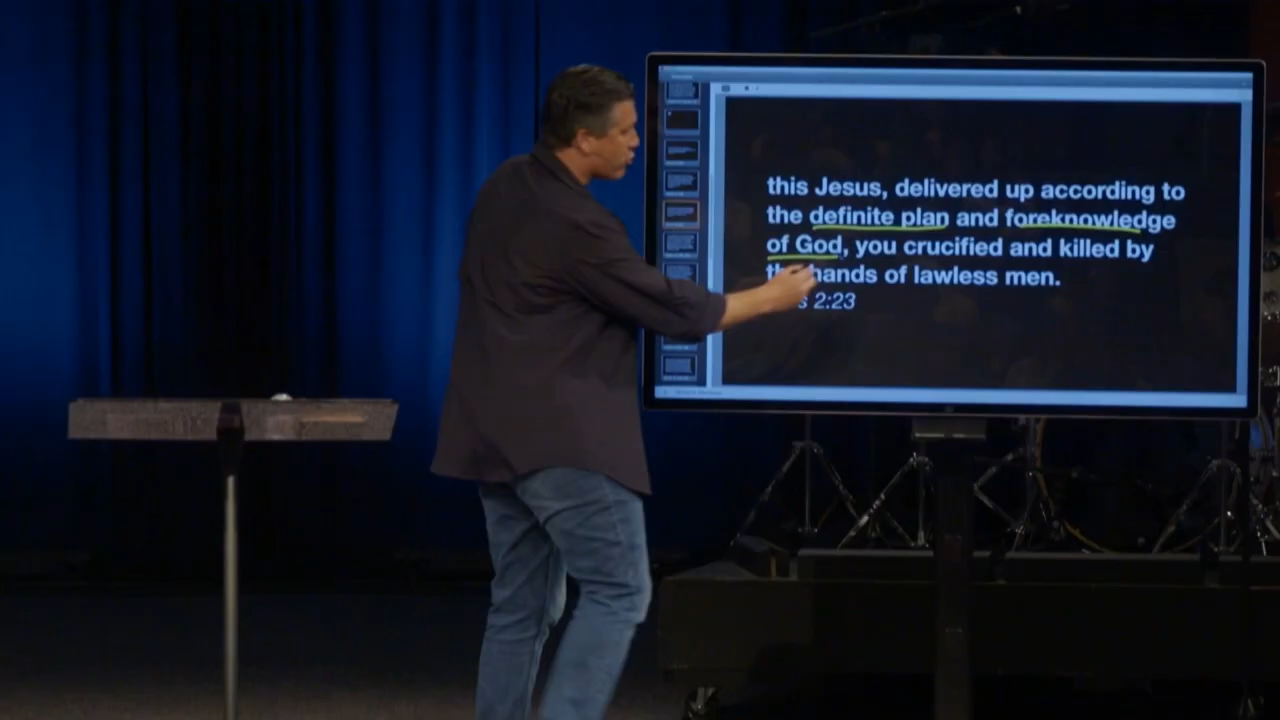 this Jesus, delivered up according to
the definite plan and foreknowledge
of God, you crucified and killed by
hands of lawless men.
2:23